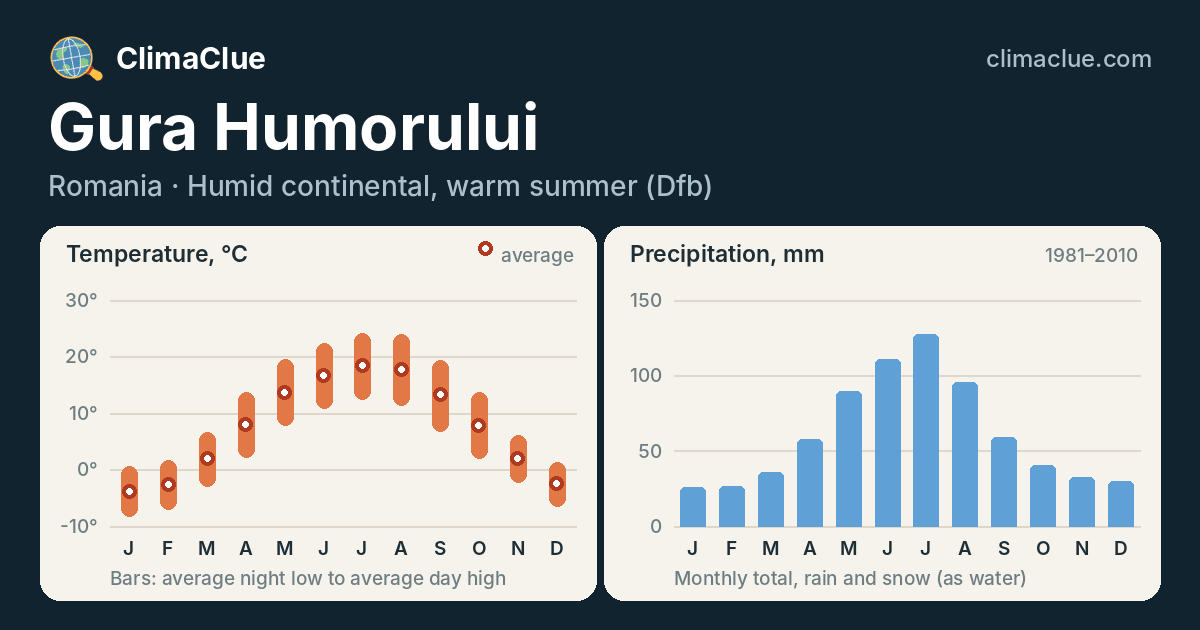 ClimaClue
climaclue.com
Gura Humorului
Romania · Humid continental, warm summer (Dfb)
Temperature, °C
average
30°
20°
10°
0°
-10°
J F M A M J J A S O N D
Bars: average night low to average day high
Precipitation, mm
1981–2010
150
100
50
0
J F M A M J J A S O N D
Monthly total, rain and snow (as water)